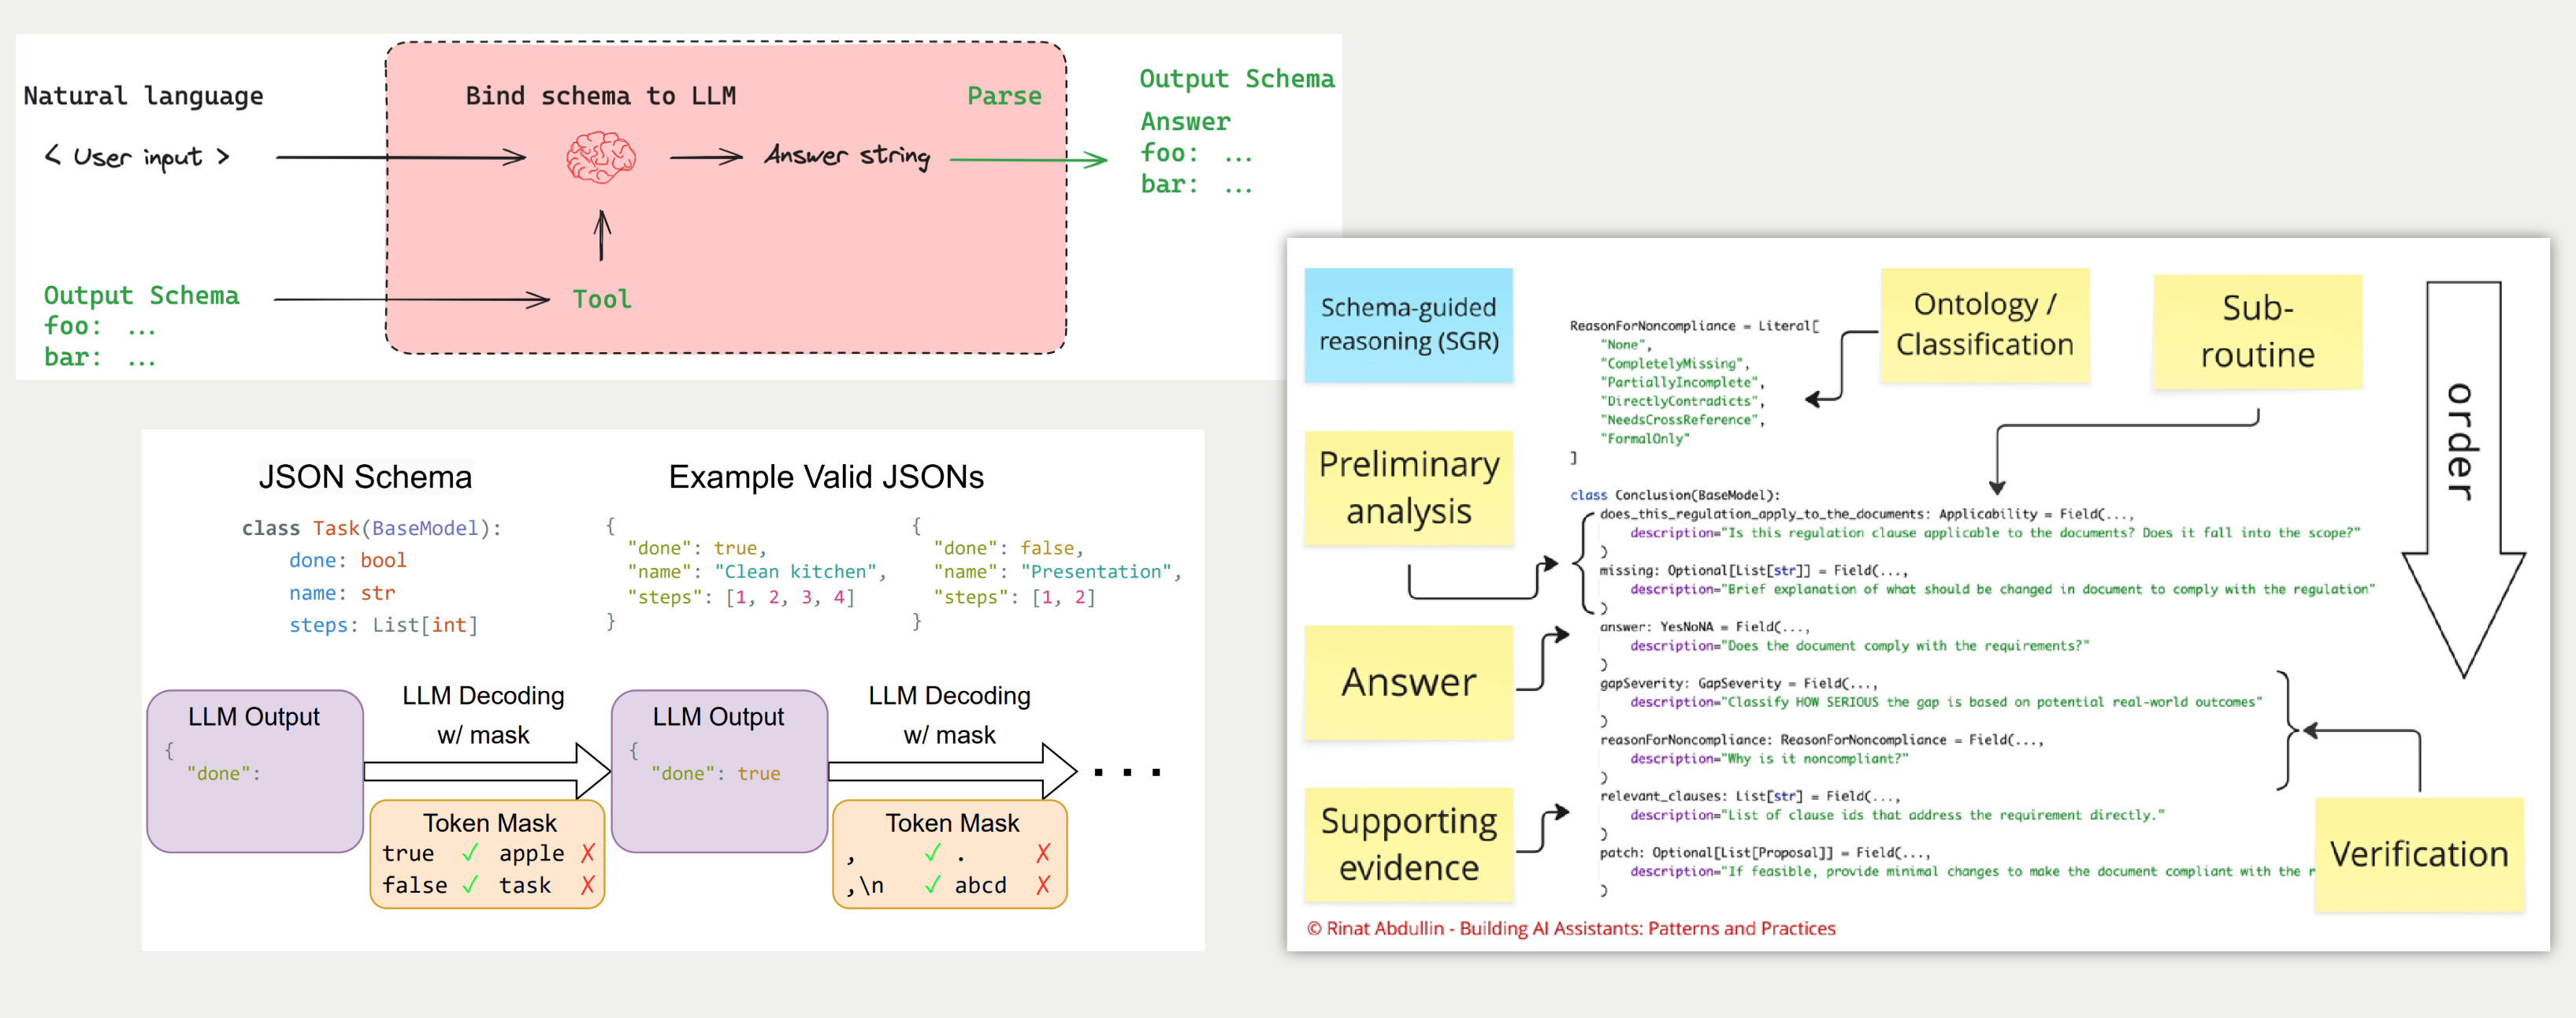 Natural language
< User input >
Output Schema
foo: ...
bar: ...
Bind schema to LLM
Tool
Answer string
Parse
Output Schema
Answer
foo: ...
bar: ...
JSON Schema
class Task(BaseModel):
done: bool
name: str
steps: List[int]
Example Valid JSONs
{
"done": true,
"name": "Clean kitchen",
"steps": [1, 2, 3, 4]
}
{
"done": false,
"name": "Presentation",
"steps": [1, 2]
}
LLM Output
{
"done":
LLM Decoding
w/ mask
Token Mask
true ✓ apple ✗
false ✓ task ✗
LLM Output
{
"done": true
LLM Decoding
w/ mask
Token Mask
, ✓ . ✗
,\n ✓ abcd ✗
...
Schema-guided
reasoning (SGR)
Preliminary
analysis
Answer
Supporting
evidence
Ontology /
Classification
Sub-
routine
order
Verification
ReasonForNoncompliance = Literal[
"None",
"CompletelyMissing",
"PartiallyIncomplete",
"DirectlyContradicts",
"NeedsCrossReference",
"FormalOnly"
]
class Conclusion(BaseModel):
does_this_regulation_apply_to_the_documents: Applicability = Field(...,
description="Is this regulation clause applicable to the documents? Does it fall into the scope?"
)
missing: Optional[List[str]] = Field(...,
description="Brief explanation of what should be changed in document to comply with the regulation"
)
answer: YesNoNA = Field(...,
description="Does the document comply with the requirements?"
)
gapSeverity: GapSeverity = Field(...,
description="Classify HOW SERIOUS the gap is based on potential real-world outcomes"
)
reasonForNoncompliance: ReasonForNoncompliance = Field(...,
description="Why is it noncompliant?"
)
relevant_clauses: List[str] = Field(...,
description="List of clause ids that address the requirement directly."
)
patch: Optional[List[Proposal]] = Field(...,
description="If feasible, provide minimal changes to make the document compliant with the r
)
© Rinat Abdullin - Building AI Assistants: Patterns and Practices